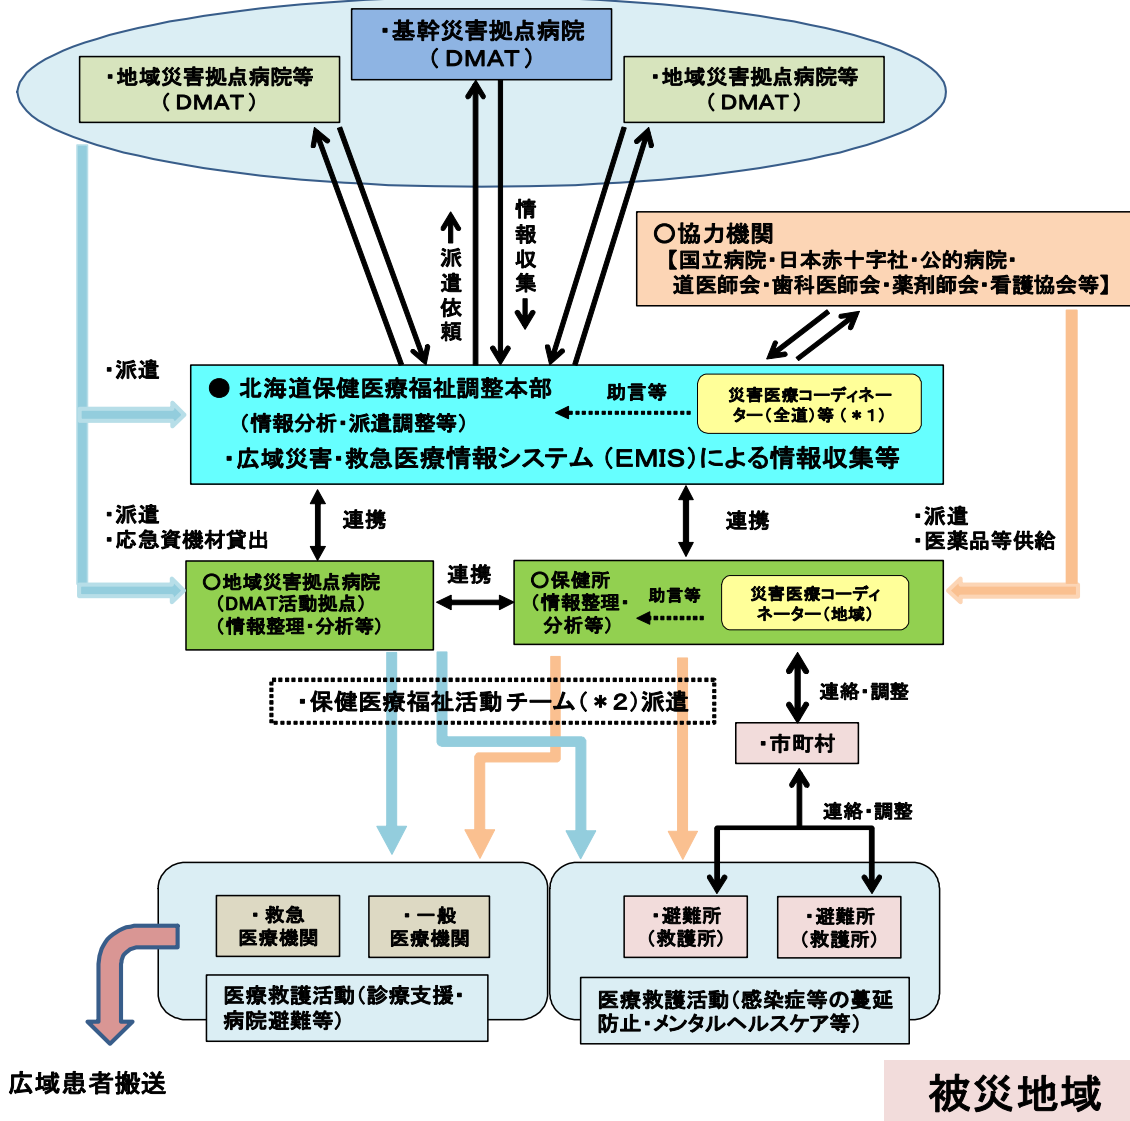 ・基幹災害拠点病院
（ＤＭＡＴ）
・地域災害拠点病院等
（ＤＭＡＴ）
・地域災害拠点病院等
（ＤＭＡＴ）
↑派遣依頼
情報収集↓
○協力機関
【国立病院・日本赤十字社・公的病院・
道医師会・歯科医師会・薬剤師会・看護協会等】
・派遣
● 北海道保健医療福祉調整本部
（情報分析・派遣調整等）
助言等
災害医療コーディネー
ター（全道）等（＊１）
・広域災害・救急医療情報システム（ＥＭＩＳ）による情報収集等
・派遣
・応急資機材貸出
連携
連携
・派遣
・医薬品等供給
○地域災害拠点病院
（DMAT活動拠点）
（情報整理・分析等）
連携
○保健所
（情報整理・
分析等）
助言等
災害医療コーディ
ネーター（地域）
・保健医療福祉活動チーム（＊２）派遣
連絡・調整
・市町村
連絡・調整
・救急
医療機関
・一般
医療機関
・避難所
（救護所）
・避難所
（救護所）
医療救護活動（診療支援・
病院避難等）
医療救護活動（感染症等の蔓延
防止・メンタルヘルスケア等）
広域患者搬送
被災地域